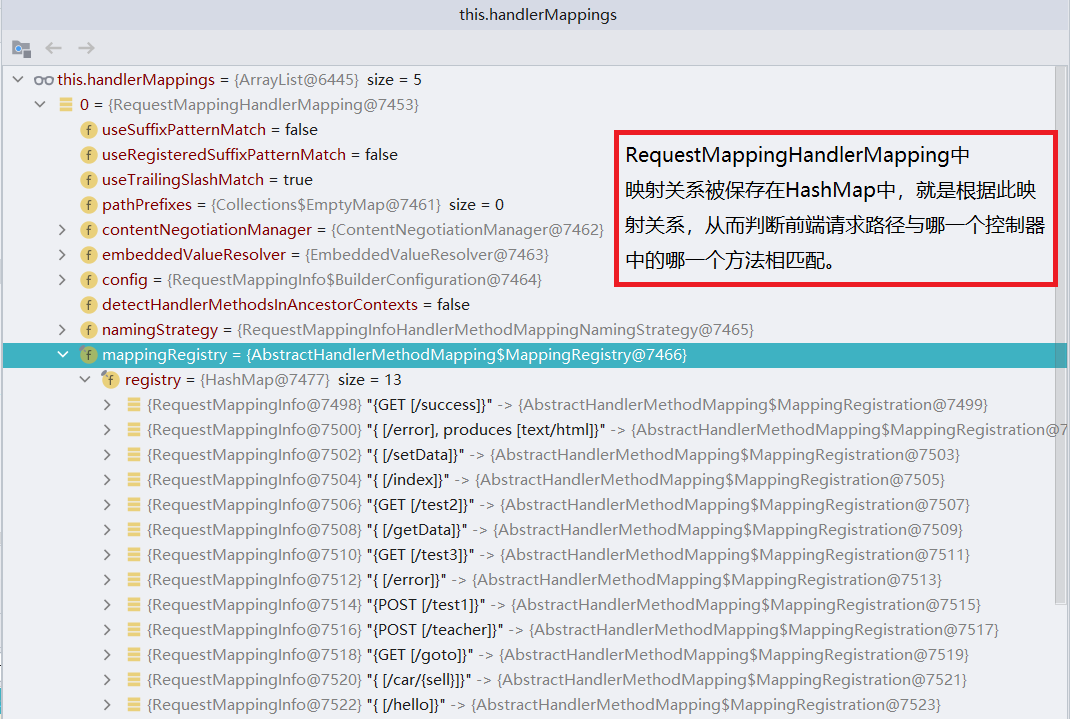 this.handlerMappings
this.handlerMappings = {ArrayList@6445} size = 5
0 = {RequestMappingHandlerMapping@7453}
f useSuffixPatternMatch = false
f useRegisteredSuffixPatternMatch = false
f useTrailingSlashMatch = true
f pathPrefixes = {Collections$EmptyMap@7461} size = 0
f contentNegotiationManager = {ContentNegotiationManager@7462}
f embeddedValueResolver = {EmbeddedValueResolver@7463}
f config = {RequestMappingInfo$BuilderConfiguration@7464}
f detectHandlerMethodsInAncestorContexts = false
f namingStrategy = {RequestMappingInfoHandlerMethodMappingNamingStrategy@7465}
f mappingRegistry = {AbstractHandlerMethodMapping$MappingRegistry@7466}
f registry = {HashMap@7477} size = 13
{RequestMappingInfo@7498} "{GET [/success]}" -> {AbstractHandlerMethodMapping$MappingRegistration@7499}
{RequestMappingInfo@7500} "{ [/error], produces [text/html]}" -> {AbstractHandlerMethodMapping$MappingRegistration@7
{RequestMappingInfo@7502} "{ [/setData]}" -> {AbstractHandlerMethodMapping$MappingRegistration@7503}
{RequestMappingInfo@7504} "{ [/index]}" -> {AbstractHandlerMethodMapping$MappingRegistration@7505}
{RequestMappingInfo@7506} "{GET [/test2]}" -> {AbstractHandlerMethodMapping$MappingRegistration@7507}
{RequestMappingInfo@7508} "{ [/getData]}" -> {AbstractHandlerMethodMapping$MappingRegistration@7509}
{RequestMappingInfo@7510} "{GET [/test3]}" -> {AbstractHandlerMethodMapping$MappingRegistration@7511}
{RequestMappingInfo@7512} "{ [/error]}" -> {AbstractHandlerMethodMapping$MappingRegistration@7513}
{RequestMappingInfo@7514} "{POST [/test1]}" -> {AbstractHandlerMethodMapping$MappingRegistration@7515}
{RequestMappingInfo@7516} "{POST [/teacher]}" -> {AbstractHandlerMethodMapping$MappingRegistration@7517}
{RequestMappingInfo@7518} "{GET [/goto]}" -> {AbstractHandlerMethodMapping$MappingRegistration@7519}
{RequestMappingInfo@7520} "{ [/car/{sell}]}" -> {AbstractHandlerMethodMapping$MappingRegistration@7521}
{RequestMappingInfo@7522} "{ [/hello]}" -> {AbstractHandlerMethodMapping$MappingRegistration@7523}
RequestMappingHandlerMapping中
映射关系被保存在HashMap中，就是根据此映
射关系，从而判断前端请求路径与哪一个控制器
中的哪一个方法相匹配。